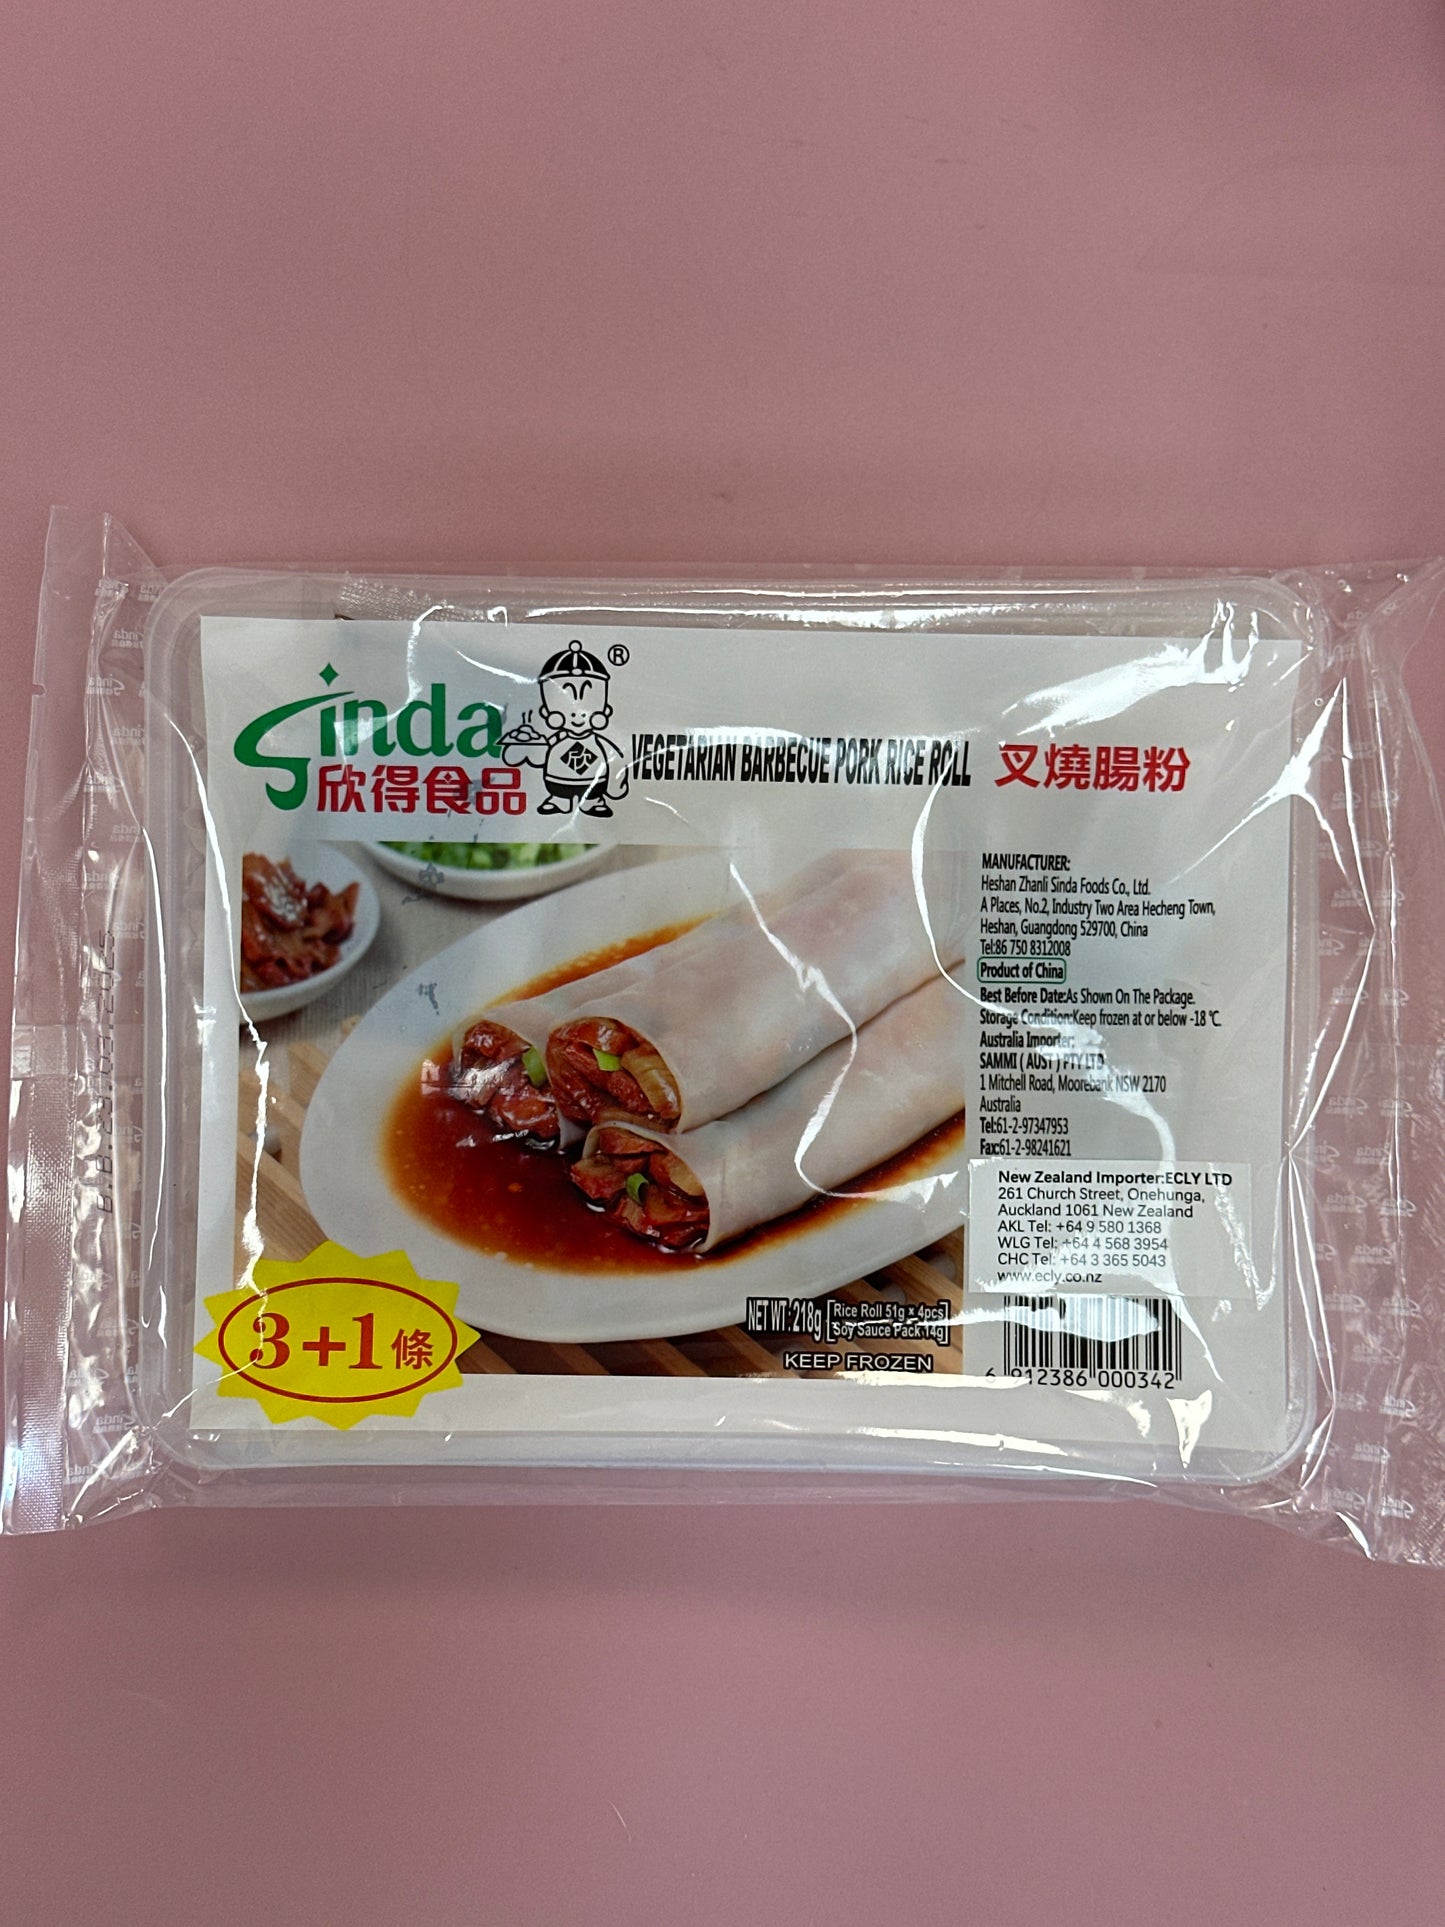 Sinda
欣得食品
®
欣
VEGETARIAN BARBECUE PORK RICE ROLL
叉燒腸粉
MANUFACTURER:
Heshan Zhanli Sinda Foods Co., Ltd.
A Places, No.2, Industry Two Area Hecheng Town,
Heshan, Guangdong 529700, China
Tel:86 750 8312008
Product of China
Best Before Date:As Shown On The Package.
Storage Condition:Keep frozen at or below -18 ℃.
Australia Importer:
SAMMI ( AUST ) PTY LTD
1 Mitchell Road, Moorebank NSW 2170
Australia
Tel:61-2-97347953
Fax:61-2-98241621
New Zealand Importer:ECLY LTD
261 Church Street, Onehunga,
Auckland 1061 New Zealand
AKL Tel: +64 9 580 1368
WLG Tel: +64 4 568 3954
CHC Tel: +64 3 365 5043
www.ecly.co.nz
6 912386 000342
3+1條
NET WT: 218g
Rice Roll 51g × 4pcs
Soy Sauce Pack 14g
KEEP FROZEN